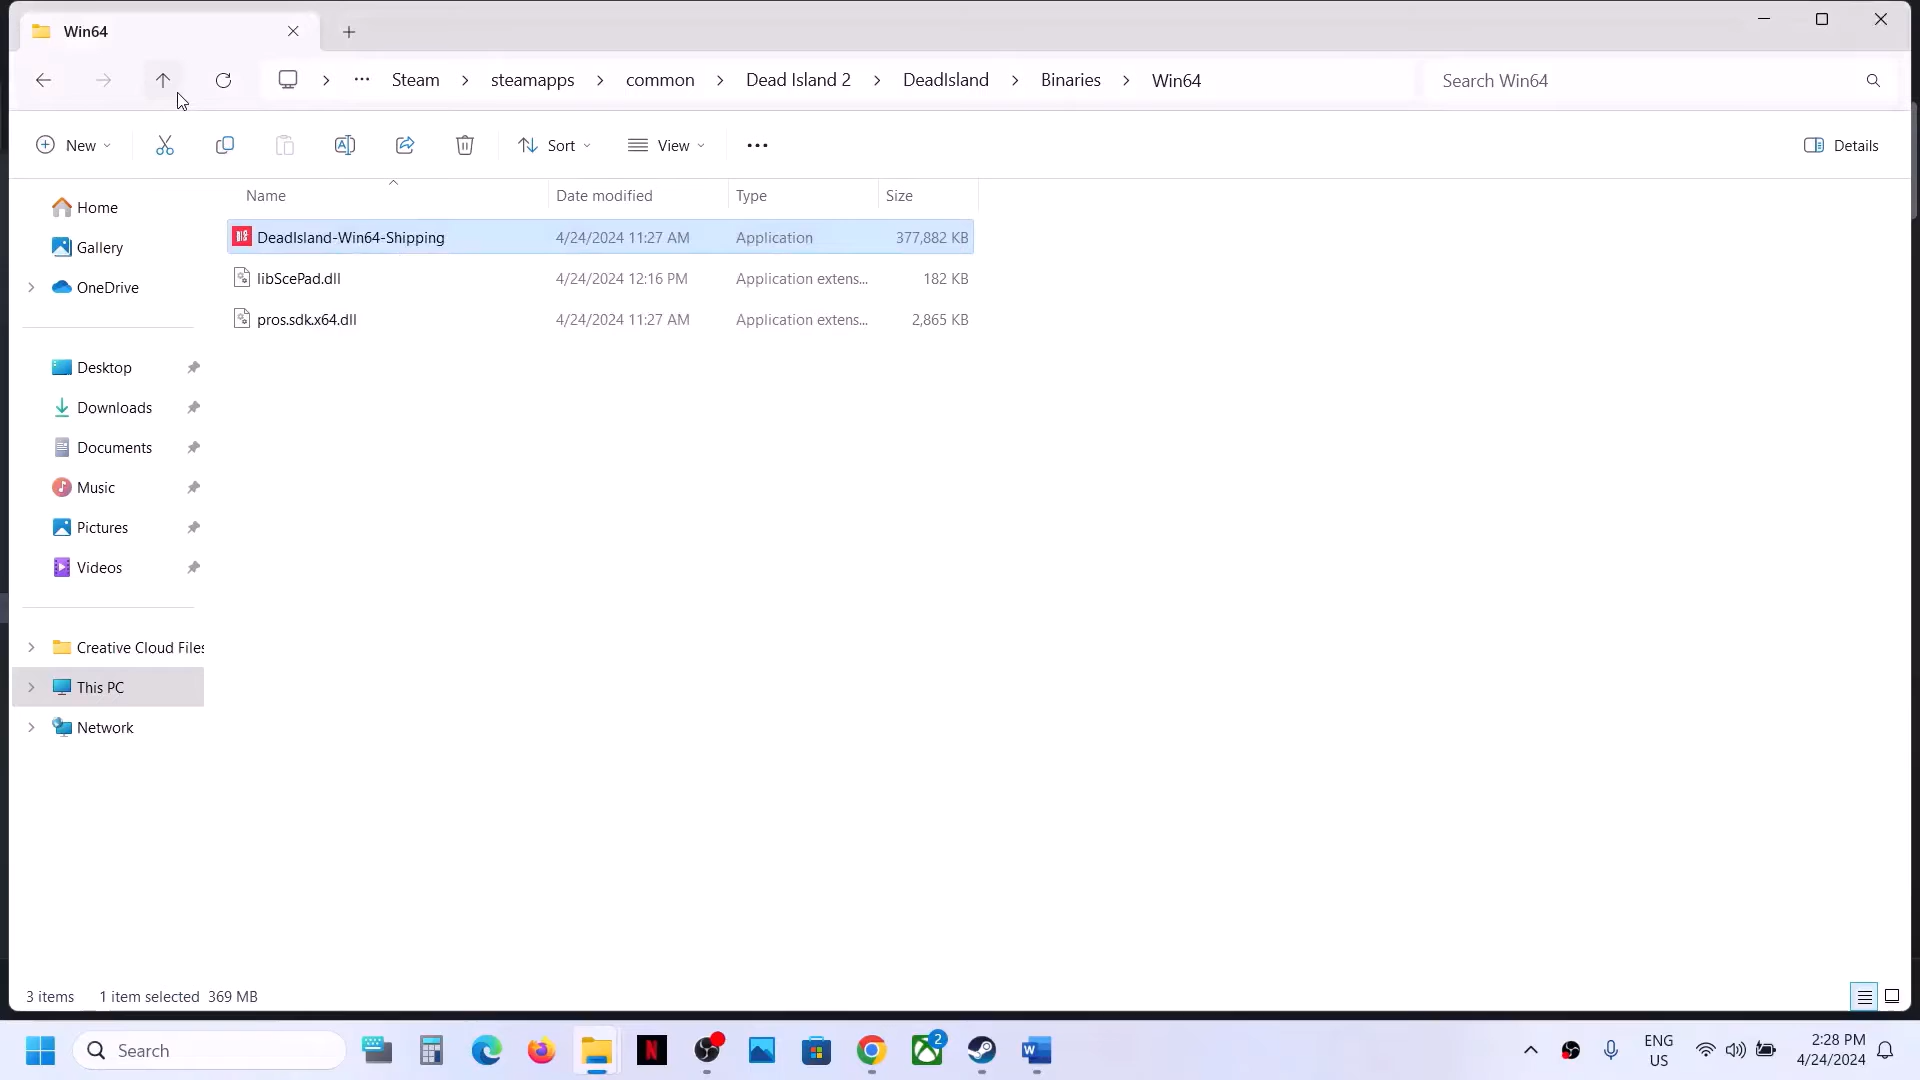 Win64
Steam steamapps common Dead Island 2 DeadIsland Binaries Win64
Search Win64
New
Sort
View
Details
Home
Gallery
OneDrive
Desktop
Downloads
Documents
Music
Pictures
Videos
Creative Cloud Files
This PC
Network
Name Date modified Type Size
DeadIsland-Win64-Shipping 4/24/2024 11:27 AM Application 377,882 KB
libScePad.dll 4/24/2024 12:16 PM Application extens... 182 KB
pros.sdk.x64.dll 4/24/2024 11:27 AM Application extens... 2,865 KB
3 items 1 item selected 369 MB
Search
2
ENG
US
2:28 PM
4/24/2024